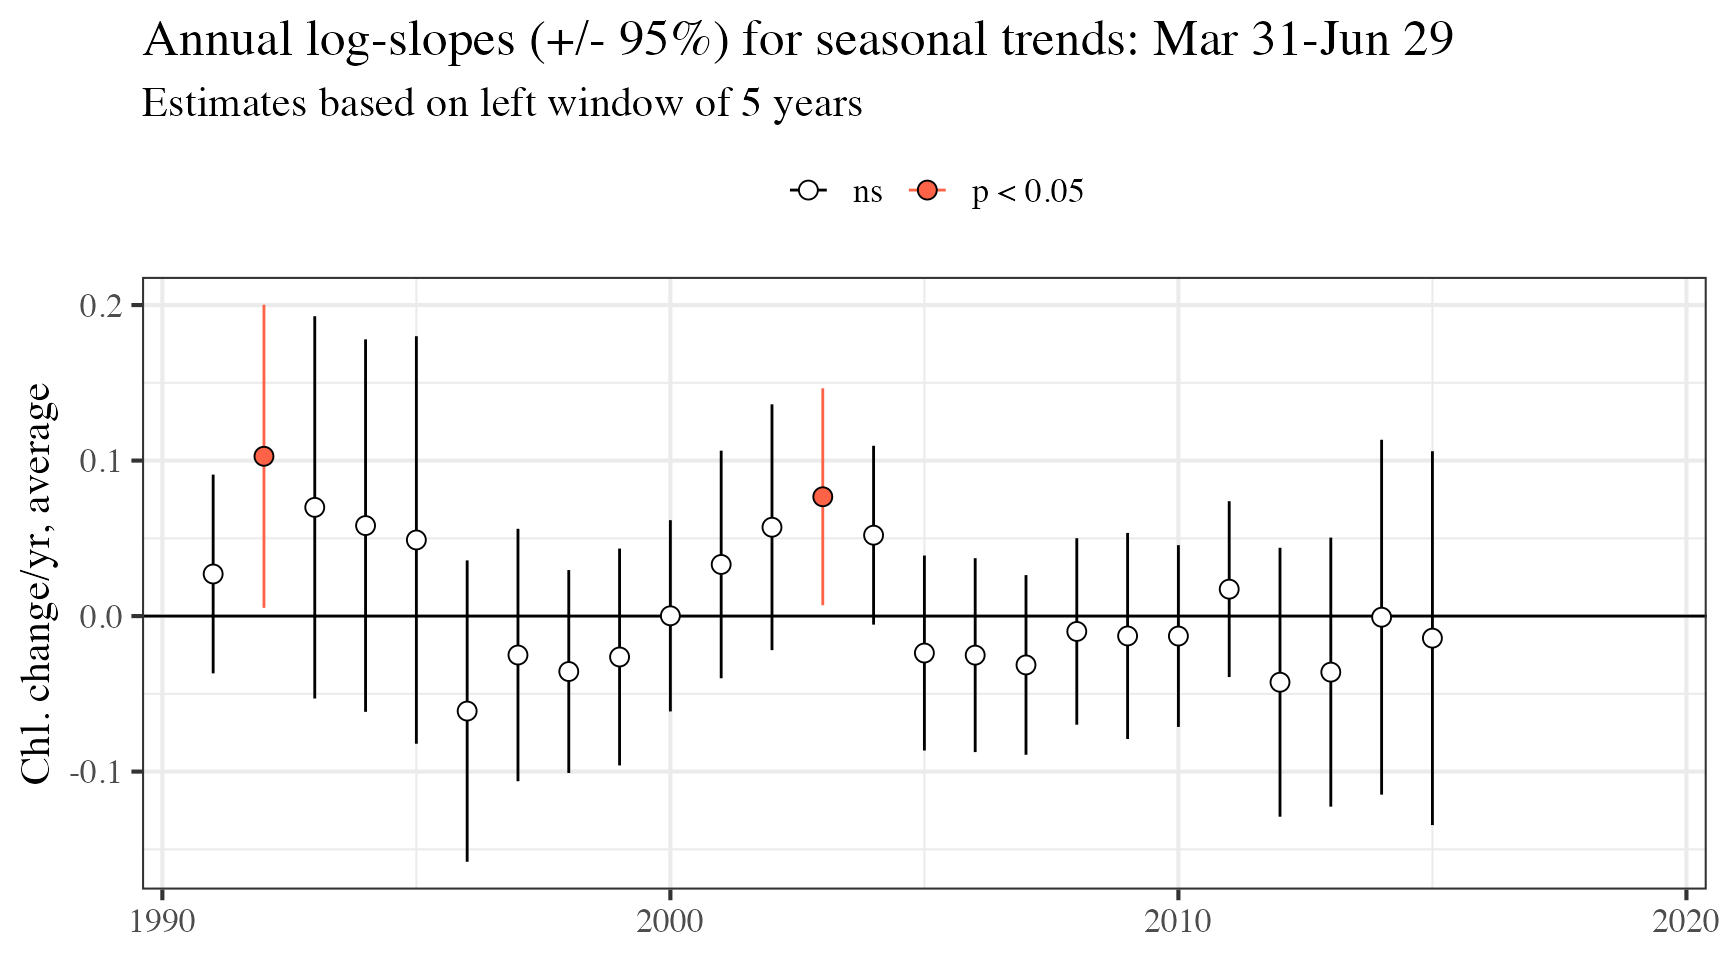 Annual log-slopes (+/- 95%) for seasonal trends: Mar 31-Jun 29
Estimates based on left window of 5 years
ns p < 0.05
Chl. change/yr, average
0.2
0.1
0.0
-0.1
1990 2000 2010 2020